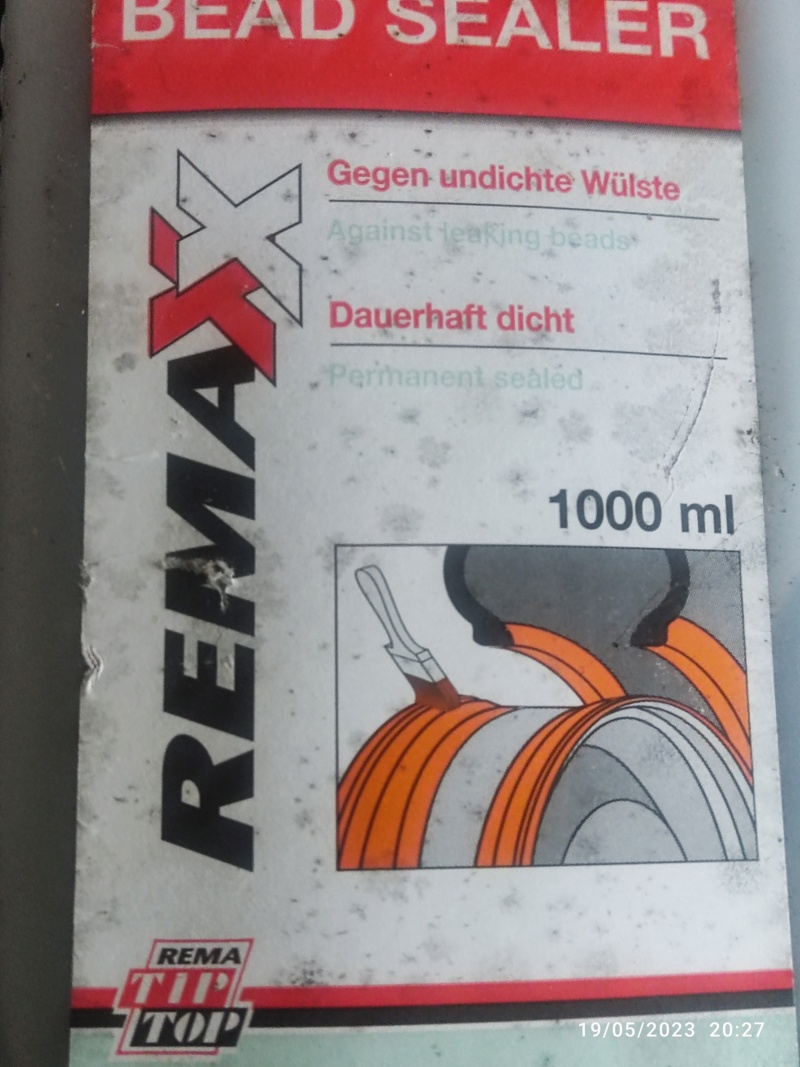 BEAD SEALER
REMAXX
Gegen undichte Wülste
Against leaking beads
Dauerhaft dicht
Permanent sealed
1000 ml
REMA
TIP
TOP
19/05/2023 20:27